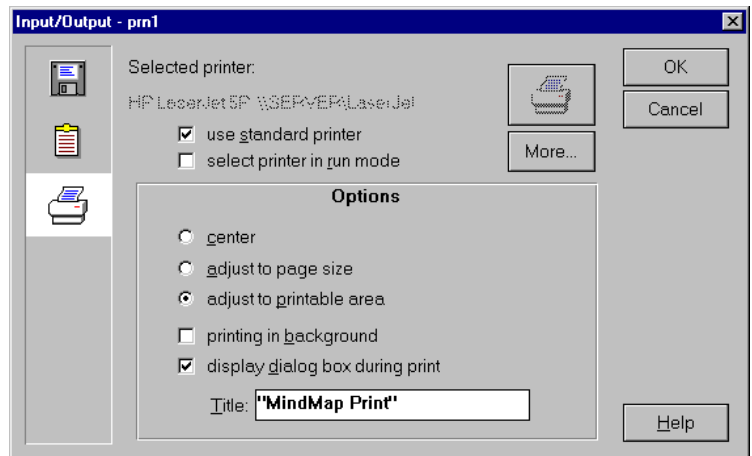 Input/Output - prn1
Selected printer:
HP LaserJet 5P \\SERVER\LaserJet
use standard printer
select printer in run mode
More...
OK
Cancel
Options
center
adjust to page size
adjust to printable area
printing in background
display dialog box during print
Title: "MindMap Print"
Help